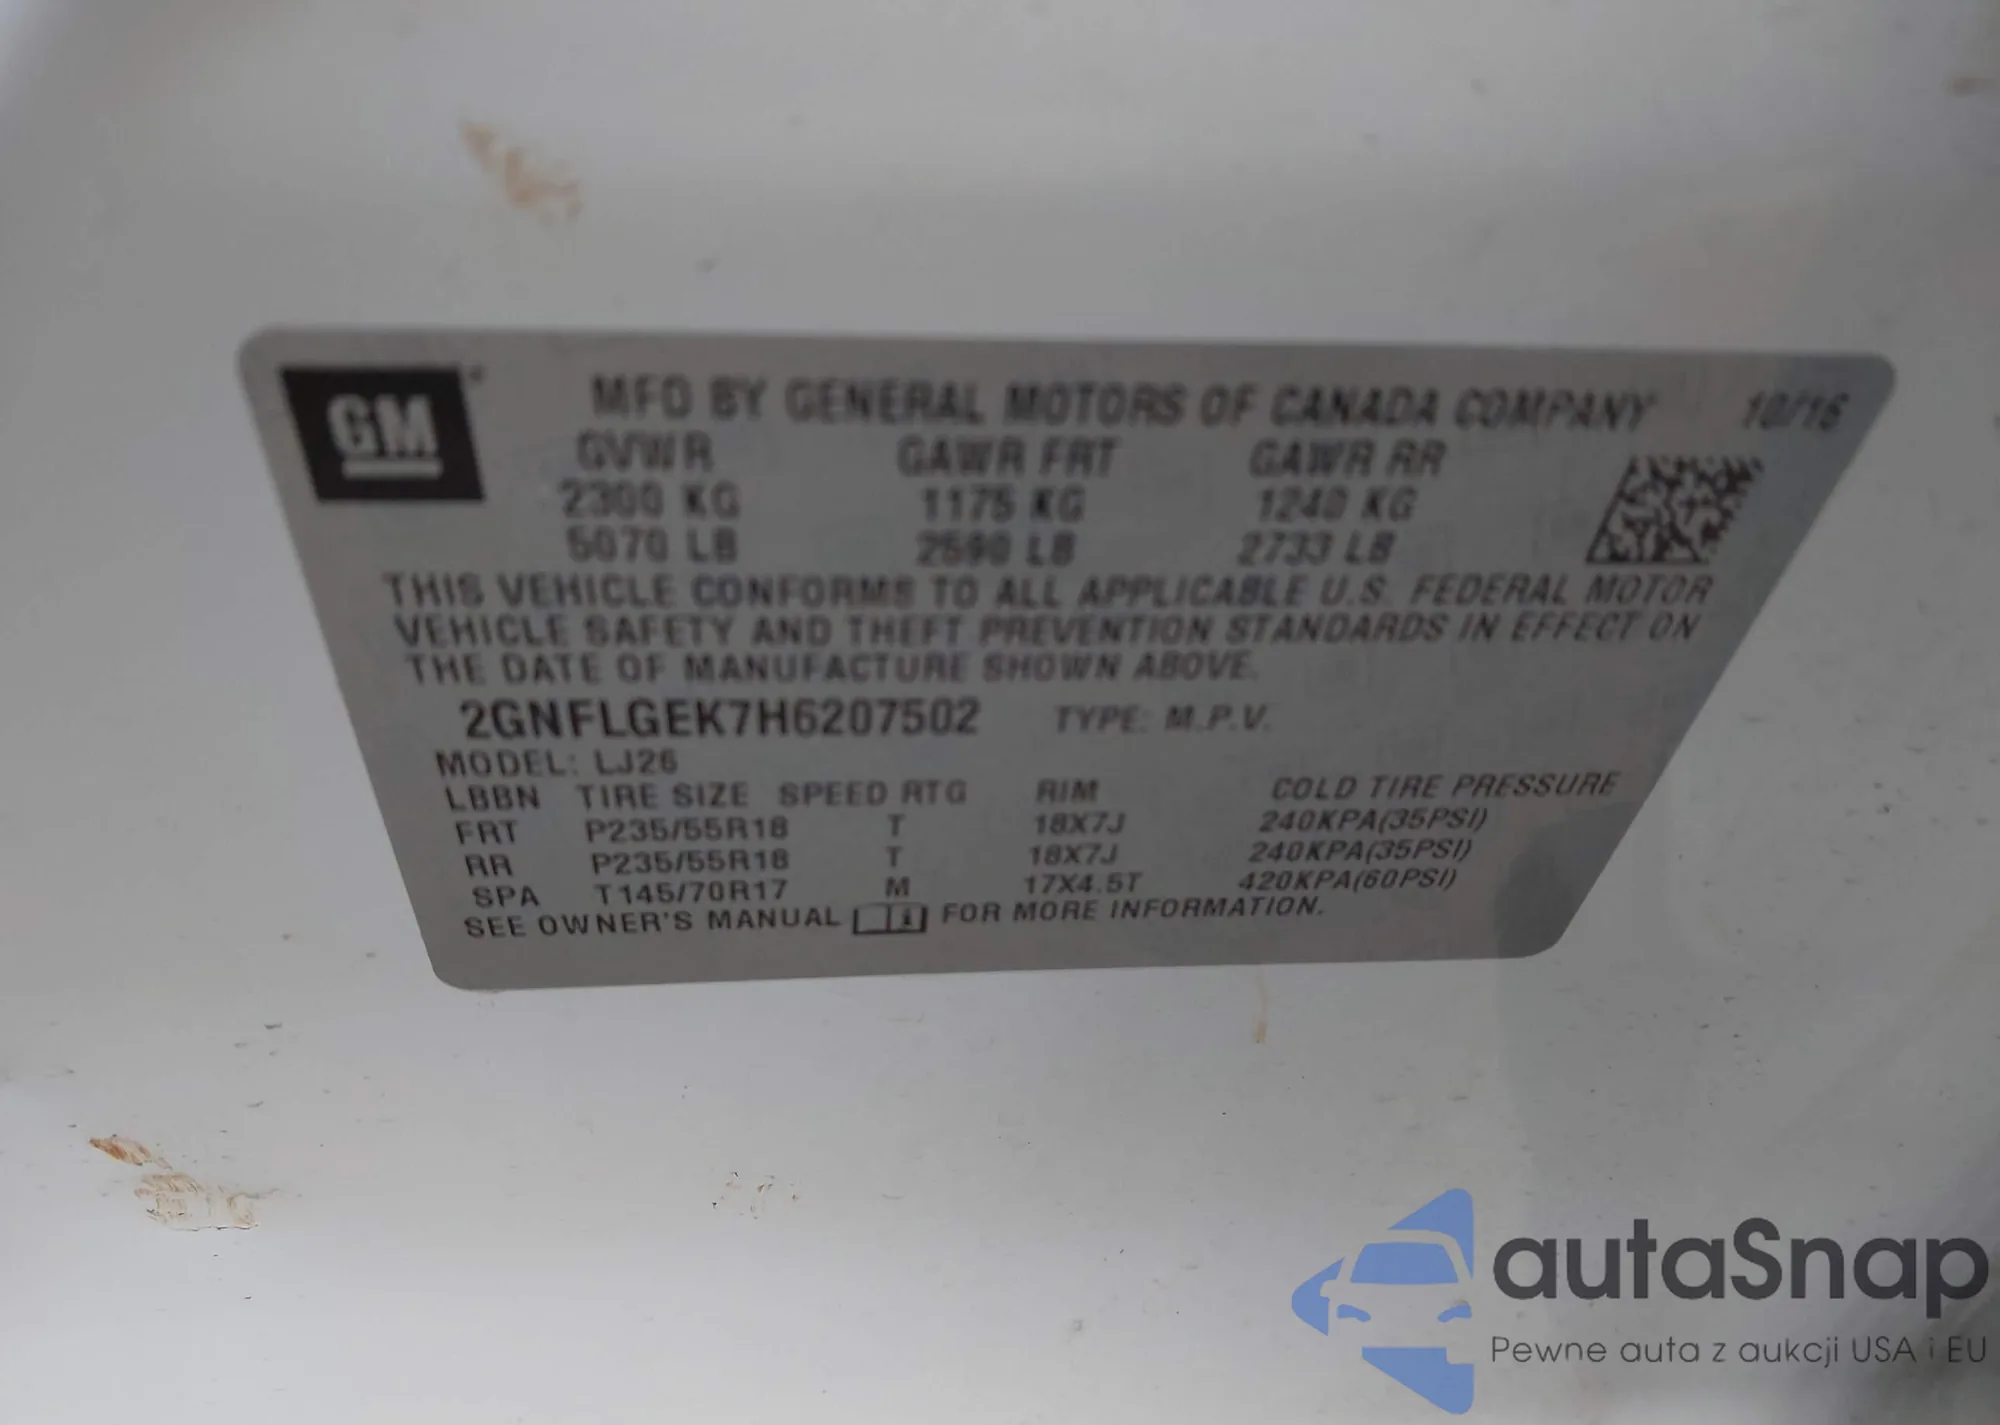 GM
MFD BY GENERAL MOTORS OF CANADA COMPANY 10/16
GVWR GAWR FRT GAWR RR
2300 KG 1175 KG 1240 KG
5070 LB 2590 LB 2733 LB
THIS VEHICLE CONFORMS TO ALL APPLICABLE U.S. FEDERAL MOTOR
VEHICLE SAFETY AND THEFT PREVENTION STANDARDS IN EFFECT ON
THE DATE OF MANUFACTURE SHOWN ABOVE.
2GNFLGEK7H6207502 TYPE: M.P.V.
MODEL: LJ26
LBBN TIRE SIZE SPEED RTG RIM COLD TIRE PRESSURE
FRT P235/55R18 T 18X7J 240KPA(35PSI)
RR P235/55R18 T 18X7J 240KPA(35PSI)
SPA T145/70R17 M 17X4.5T 420KPA(60PSI)
SEE OWNER'S MANUAL FOR MORE INFORMATION.
autaSnap
Pewne auta z aukcji USA i EU